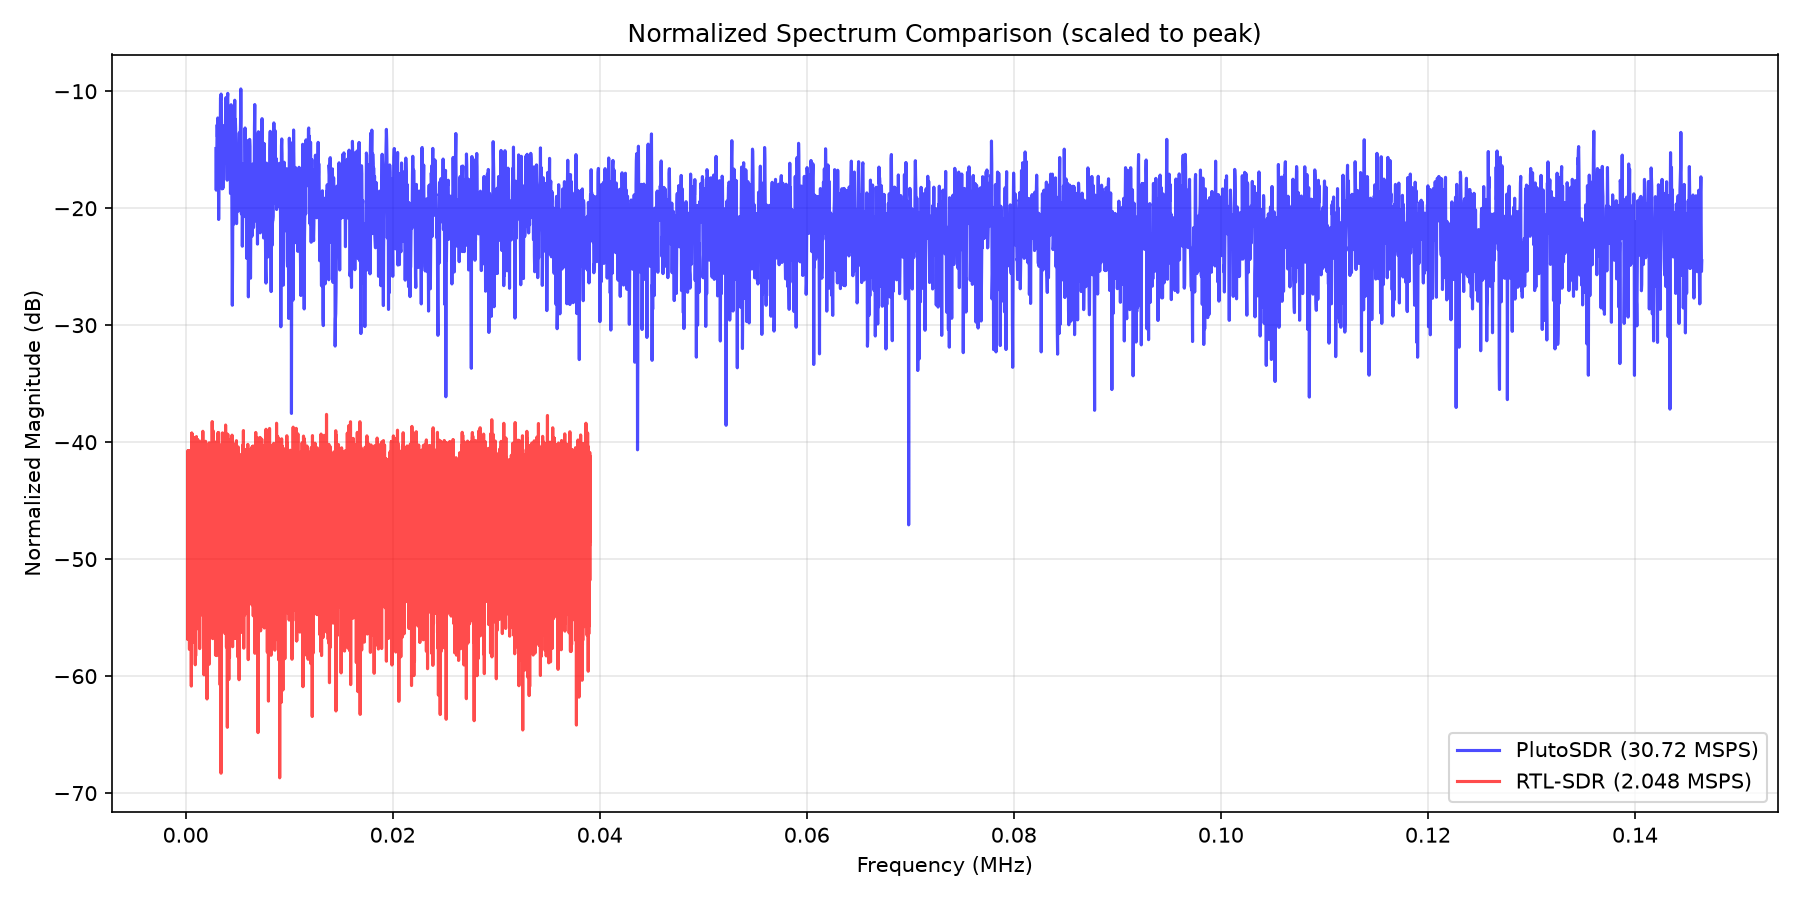 Normalized Spectrum Comparison (scaled to peak)
Normalized Magnitude (dB)
−10
−20
−30
−40
−50
−60
−70
PlutoSDR (30.72 MSPS)
RTL-SDR (2.048 MSPS)
0.00 0.02 0.04 0.06 0.08 0.10 0.12 0.14
Frequency (MHz)